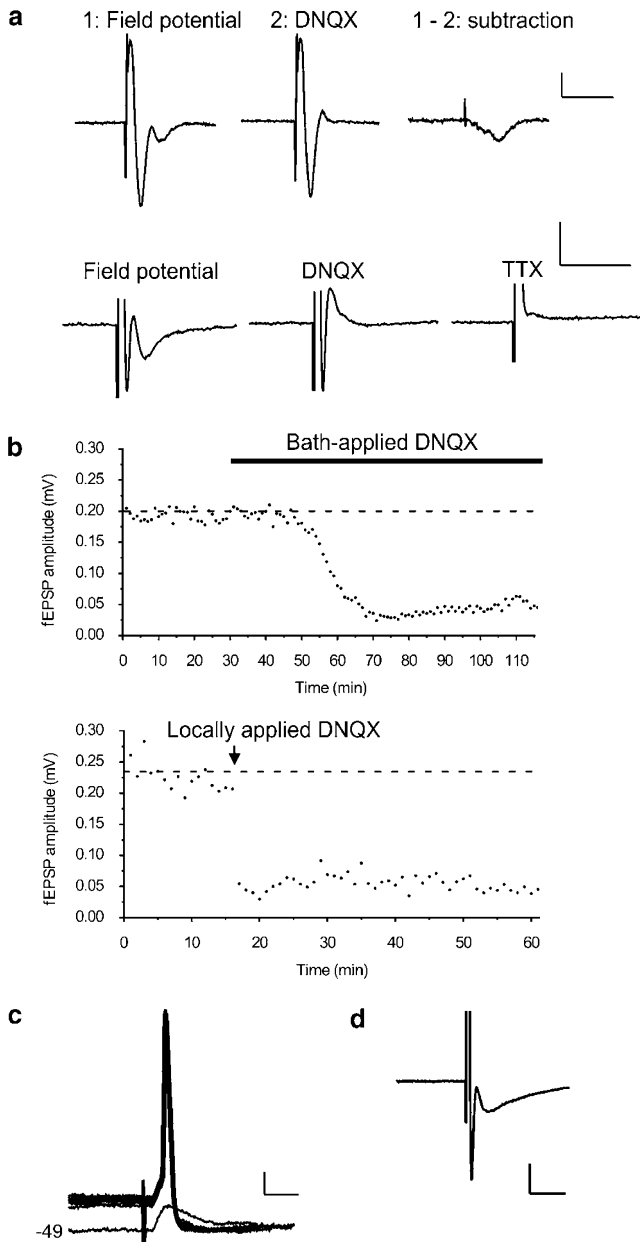 a
1: Field potential 2: DNQX 1 - 2: subtraction
Field potential DNQX TTX
b
Bath-applied DNQX
fEPSP amplitude (mV)
0.30
0.25
0.20
0.15
0.10
0.05
0.00
0 10 20 30 40 50 60 70 80 90 100 110
Time (min)
Locally applied DNQX
fEPSP amplitude (mV)
0.30
0.25
0.20
0.15
0.10
0.05
0.00
0 10 20 30 40 50 60
Time (min)
c
-49
d